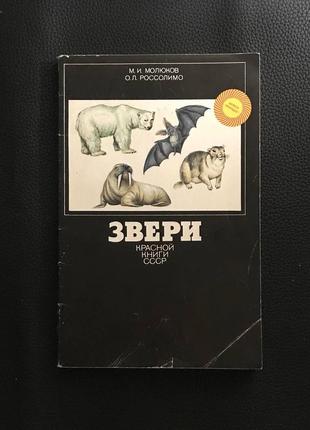 М. И. МОЛЮКОВ
О. Л. РОССОЛИМО
ЗВЕРИ
КРАСНОЙ
КНИГИ
СССР